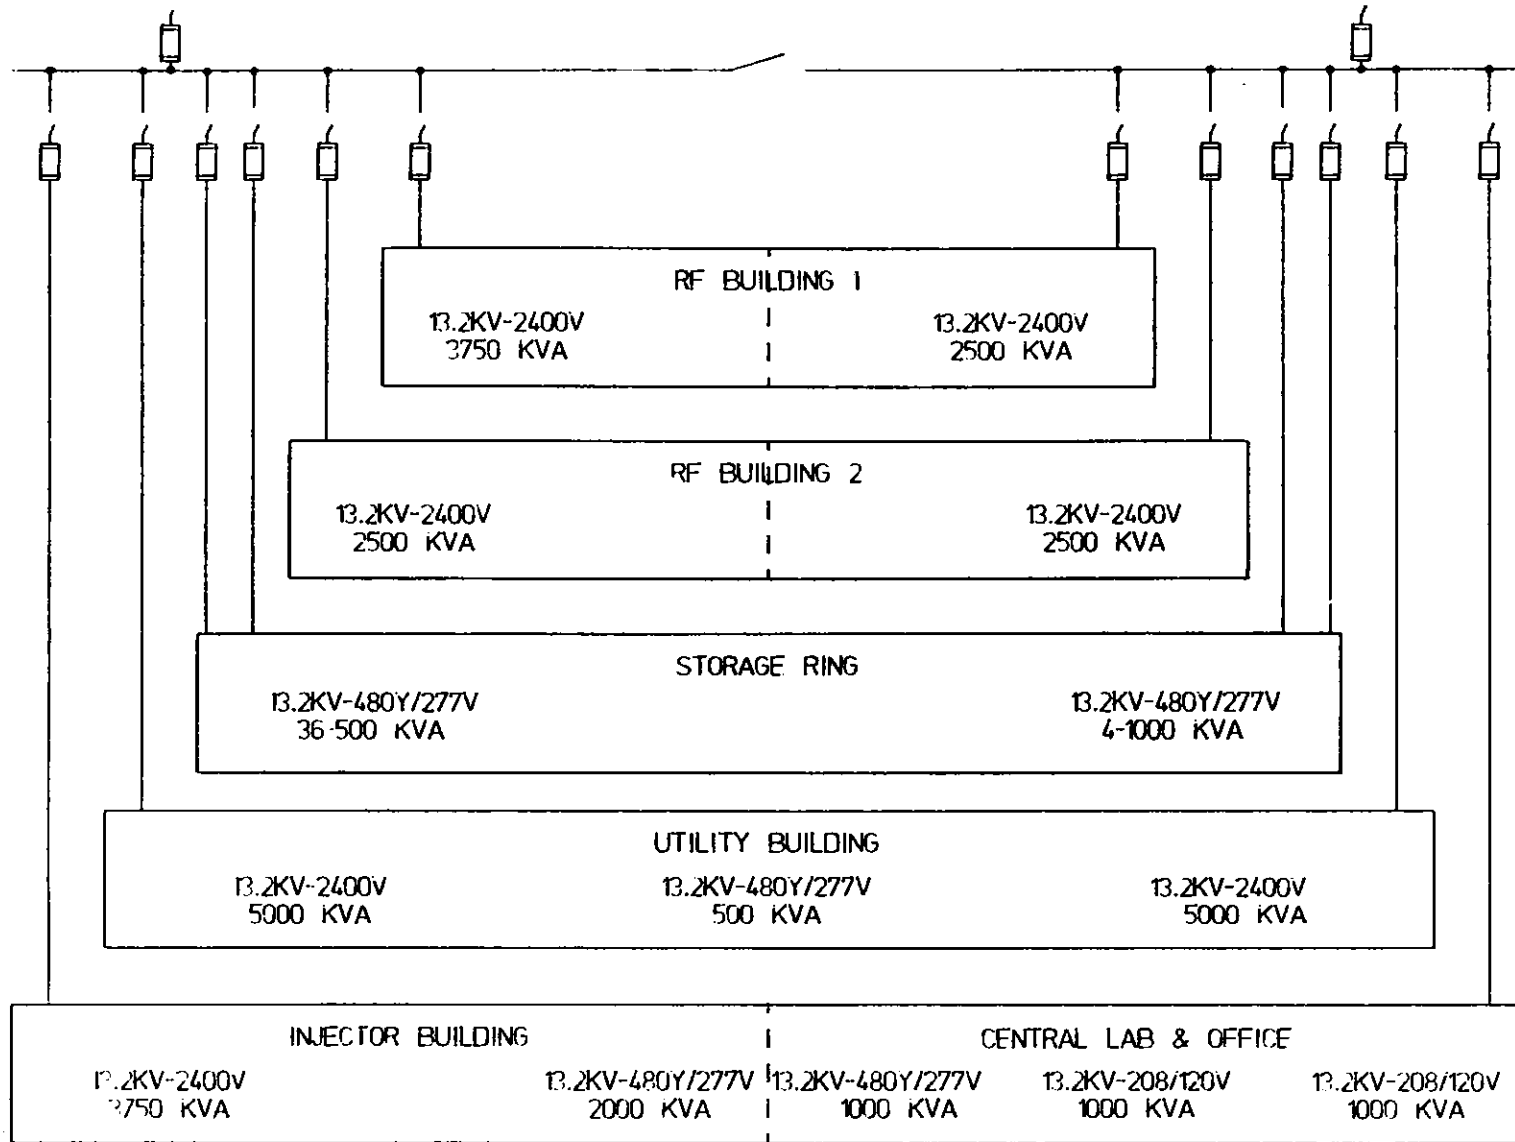 RF BUILDING 1
13.2KV-2400V 13.2KV-2400V
3750 KVA 2500 KVA
RF BUILDING 2
13.2KV-2400V 13.2KV-2400V
2500 KVA 2500 KVA
STORAGE RING
13.2KV-480Y/277V 13.2KV-480Y/277V
36-500 KVA 4-1000 KVA
UTILITY BUILDING
13.2KV-2400V 13.2KV-480Y/277V 13.2KV-2400V
5000 KVA 500 KVA 5000 KVA
INJECTOR BUILDING CENTRAL LAB & OFFICE
13.2KV-2400V 13.2KV-480Y/277V 13.2KV-480Y/277V 13.2KV-208/120V 13.2KV-208/120V
3750 KVA 2000 KVA 1000 KVA 1000 KVA 1000 KVA